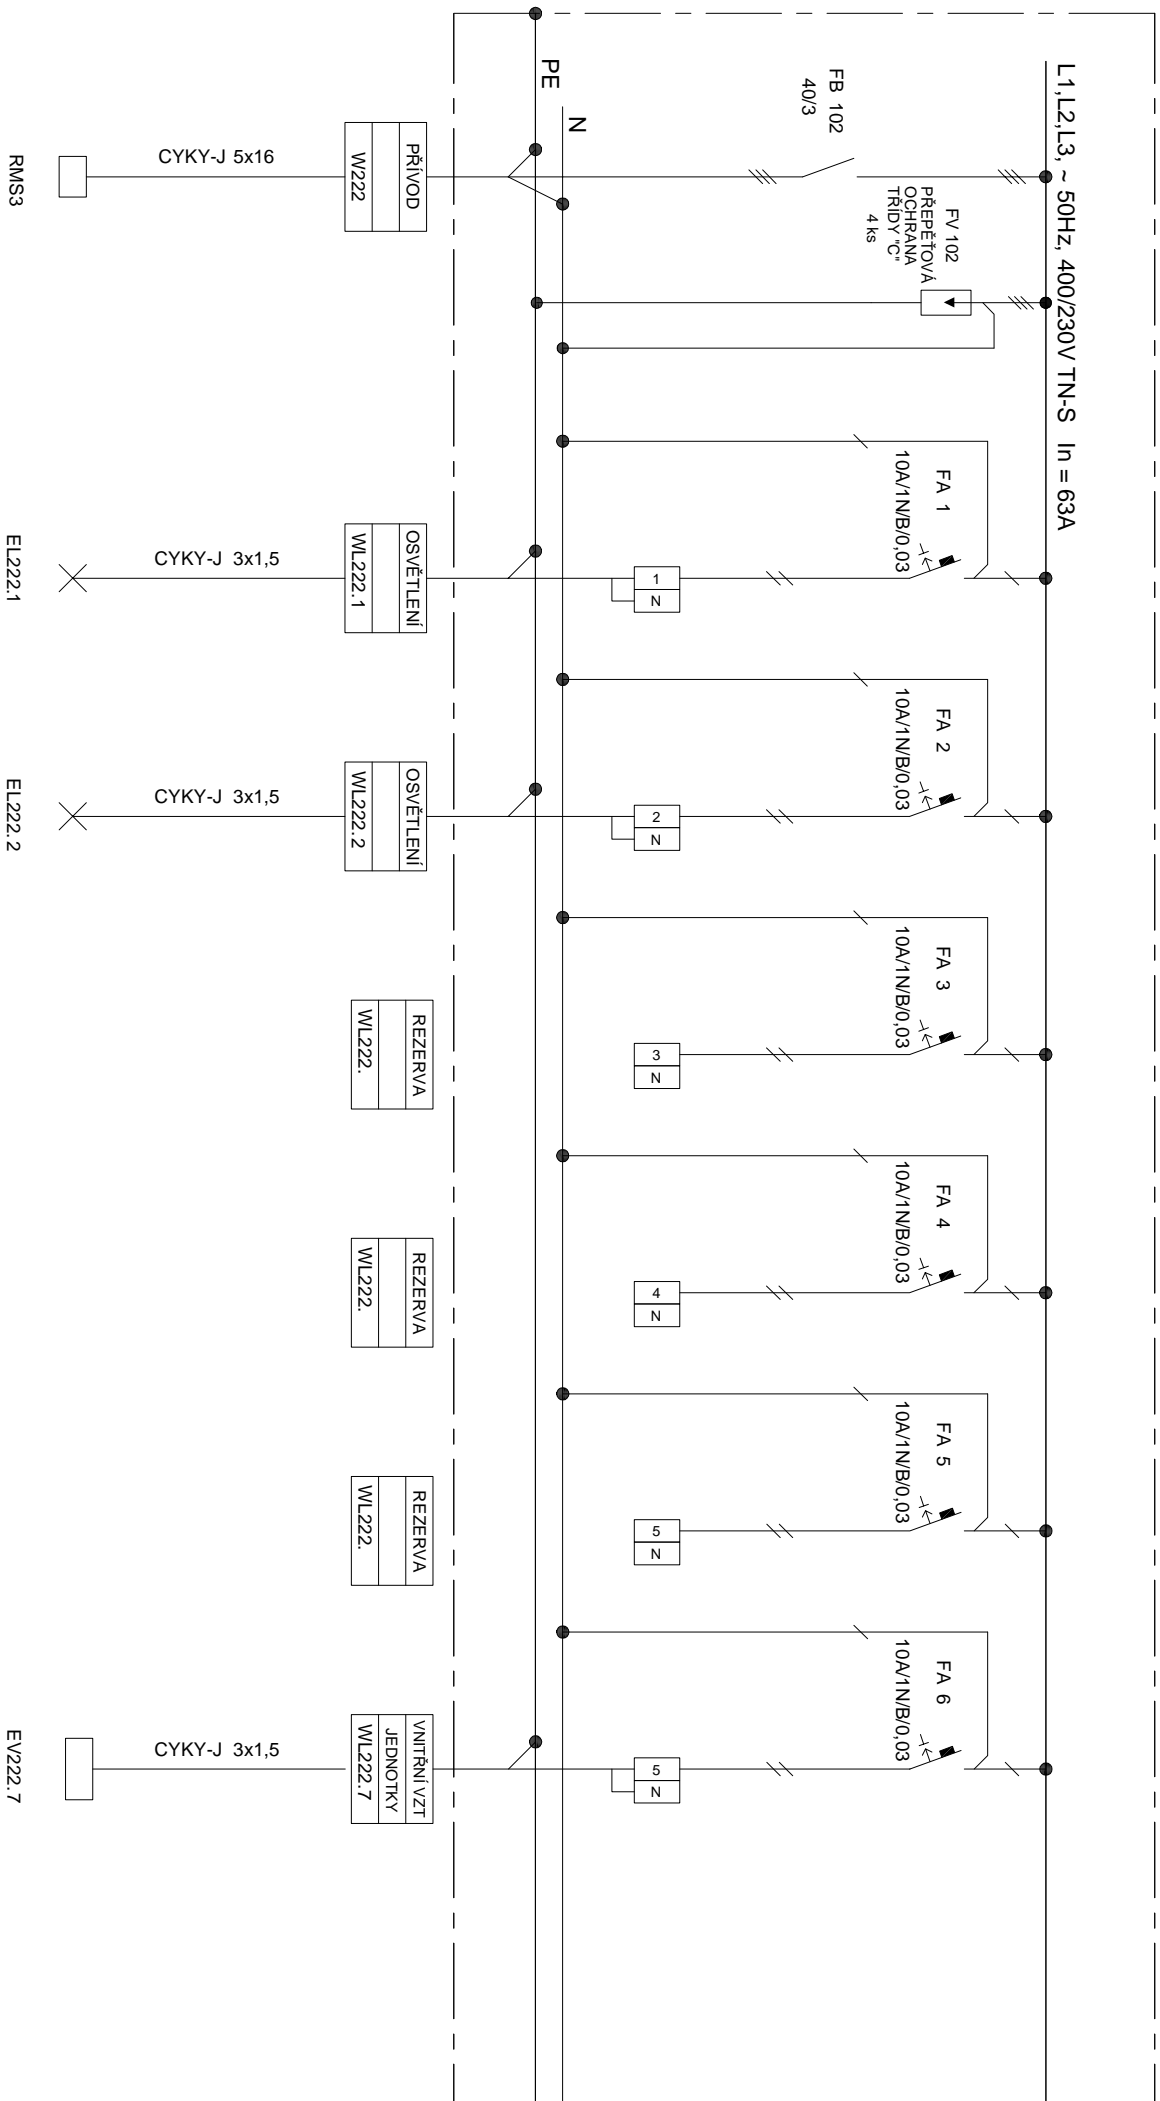 L1,L2,L3, ~ 50Hz, 400/230V TN-S In = 63A
PE
N
FB 102
40/3
FV 102
PŘEPĚŤOVÁ
OCHRANA
TŘÍDY "C"
4 ks
PŘÍVOD
W222
CYKY-J 5x16
RMS3
FA 1
10A/1N/B/0,03
1
N
OSVĚTLENÍ
WL222.1
CYKY-J 3x1,5
EL222.1
FA 2
10A/1N/B/0,03
2
N
OSVĚTLENÍ
WL222.2
CYKY-J 3x1,5
EL222.2
FA 3
10A/1N/B/0,03
3
N
REZERVA
WL222.
FA 4
10A/1N/B/0,03
4
N
REZERVA
WL222.
FA 5
10A/1N/B/0,03
5
N
REZERVA
WL222.
FA 6
10A/1N/B/0,03
5
N
VNITŘNÍ VZT
JEDNOTKY
WL222.7
CYKY-J 3x1,5
EV222.7